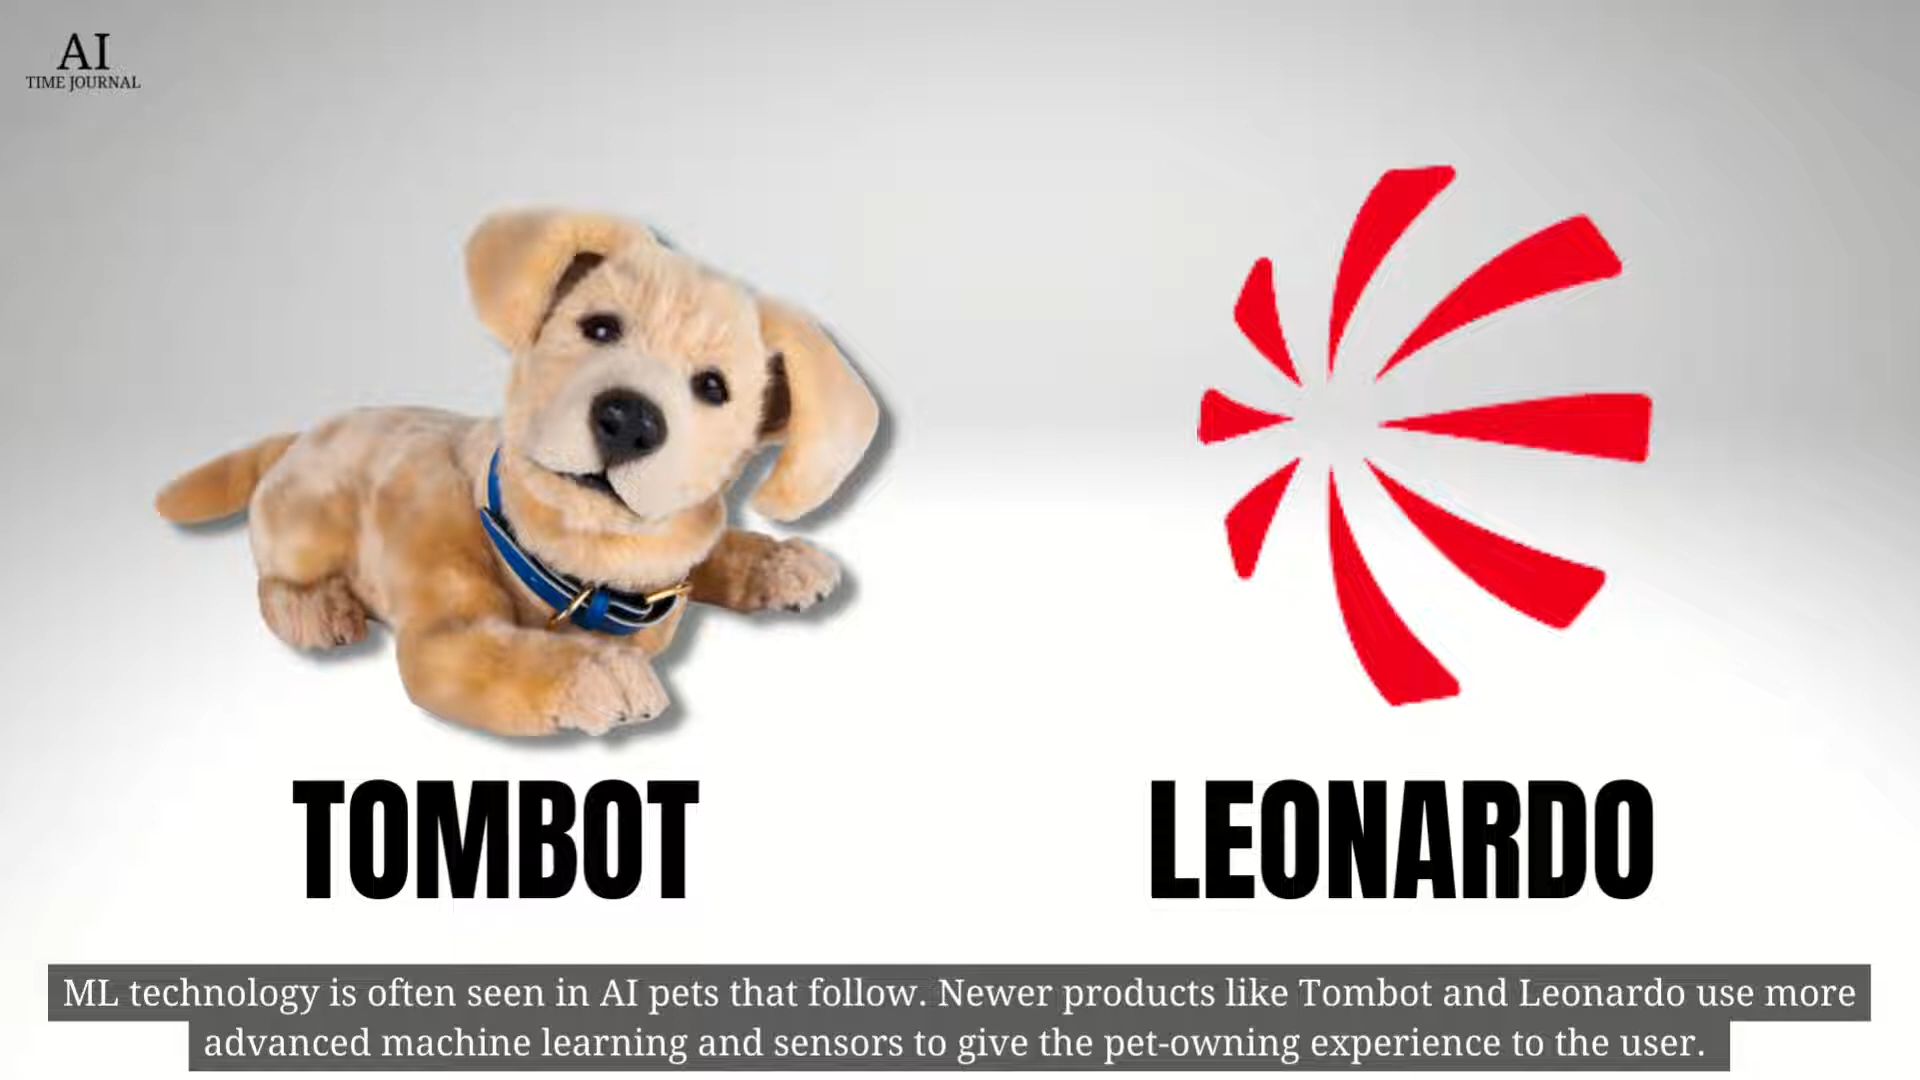 AI
TIME JOURNAL
TOMBOT
LEONARDO
ML technology is often seen in AI pets that follow. Newer products like Tombot and Leonardo use more
advanced machine learning and sensors to give the pet-owning experience to the user.